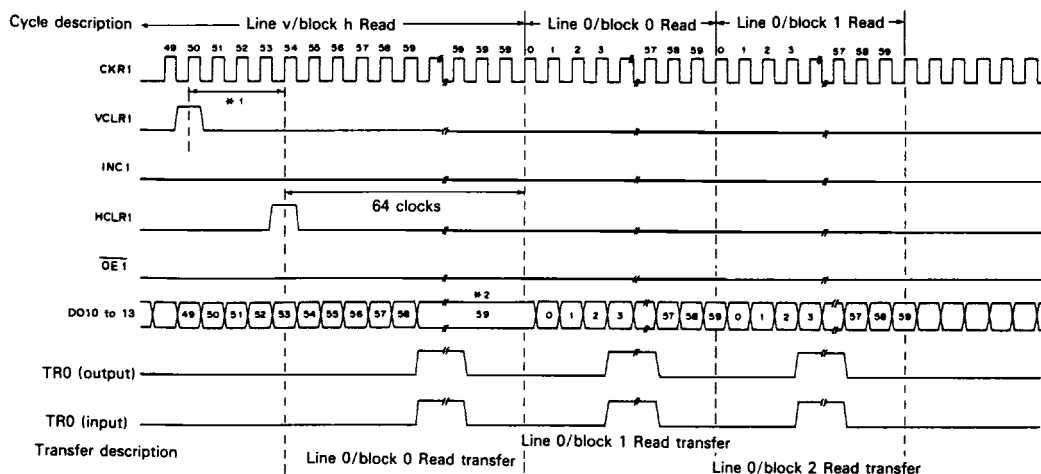 Cycle description
Line v/block h Read
Line 0/block 0 Read
Line 0/block 1 Read
49 50 51 52 53 54 55 56 57 58 59 59 59 59 0 1 2 3 57 58 59 0 1 2 3 57 58 59
CKR1
*1
VCLR1
INC1
64 clocks
HCLR1
OE1
*2
DO10 to 13
49 50 51 52 53 54 55 56 57 58 59 0 1 2 3 57 58 59 0 1 2 3 57 58 59
TR0 (output)
TR0 (input)
Transfer description
Line 0/block 0 Read transfer
Line 0/block 1 Read transfer
Line 0/block 2 Read transfer